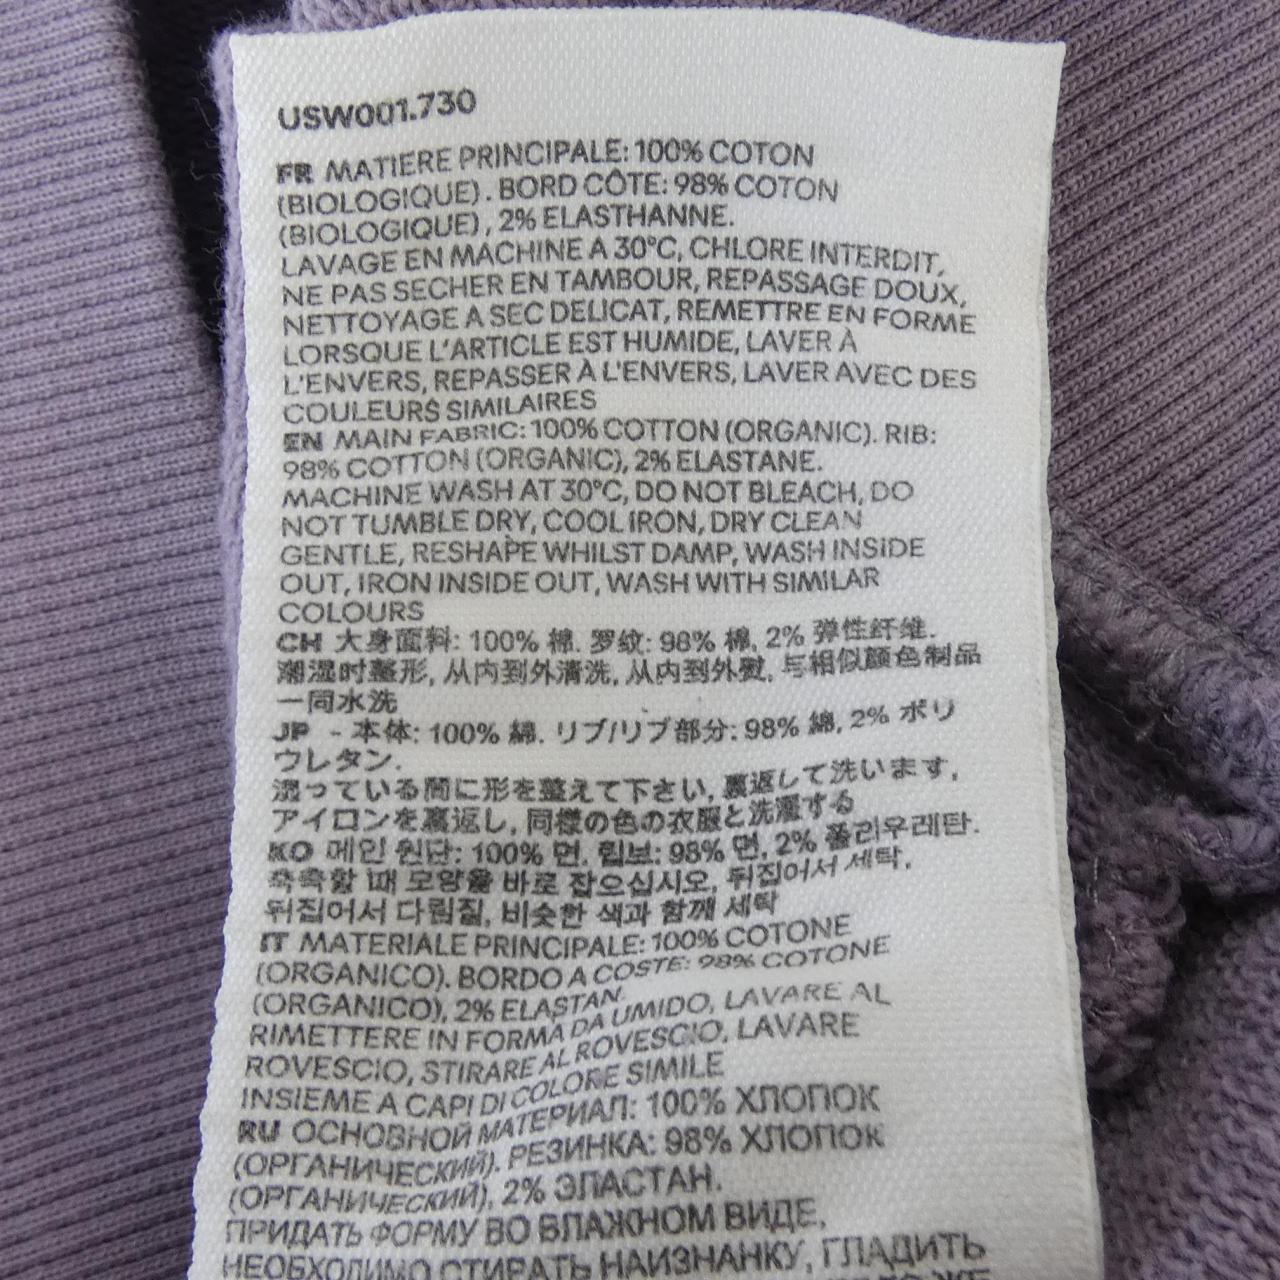 USW001.730
FR MATIERE PRINCIPALE: 100% COTON
(BIOLOGIQUE). BORD CÔTE: 98% COTON
(BIOLOGIQUE), 2% ELASTHANNE.
LAVAGE EN MACHINE A 30°C, CHLORE INTERDIT,
NE PAS SECHER EN TAMBOUR, REPASSAGE DOUX,
NETTOYAGE A SEC DELICAT, REMETTRE EN FORME
LORSQUE L'ARTICLE EST HUMIDE, LAVER À
L'ENVERS, REPASSER À L'ENVERS, LAVER AVEC DES
COULEURS SIMILAIRES
EN MAIN FABRIC: 100% COTTON (ORGANIC). RIB:
98% COTTON (ORGANIC), 2% ELASTANE.
MACHINE WASH AT 30°C, DO NOT BLEACH, DO
NOT TUMBLE DRY, COOL IRON, DRY CLEAN
GENTLE, RESHAPE WHILST DAMP, WASH INSIDE
OUT, IRON INSIDE OUT, WASH WITH SIMILAR
COLOURS
CH 大身面料: 100% 棉. 罗纹: 98% 棉, 2% 弹性纤维.
潮湿时整形, 从内到外清洗, 从内到外熨, 与相似颜色制品
一同水洗
JP - 本体: 100% 綿. リブ/リブ部分: 98% 綿, 2% ポリ
ウレタン.
湿っている間に形を整えて下さい, 裏返して洗います,
アイロンを裏返し, 同様の色の衣服と洗濯する
KO 메인 원단: 100% 면. 립보: 98% 면, 2% 폴리우레탄.
축축할 때 모양을 바로 잡으십시오, 뒤집어서 세탁,
뒤집어서 다림질, 비슷한 색과 함께 세탁
IT MATERIALE PRINCIPALE: 100% COTONE
(ORGANICO). BORDO A COSTE: 98% COTONE
(ORGANICO), 2% ELASTAN.
RIMETTERE IN FORMA DA UMIDO, LAVARE AL
ROVESCIO, STIRARE AL ROVESCIO, LAVARE
INSIEME A CAPI DI COLORE SIMILE
RU ОСНОВНОЙ МАТЕРИАЛ: 100% ХЛОПОК
(ОРГАНИЧЕСКИЙ). РЕЗИНКА: 98% ХЛОПОК
(ОРГАНИЧЕСКИЙ), 2% ЭЛАСТАН.
ПРИДАТЬ ФОРМУ ВО ВЛАЖНОМ ВИДЕ,
НЕОБХОДИМО СТИРАТЬ НАИЗНАНКУ, ГЛАДИТЬ